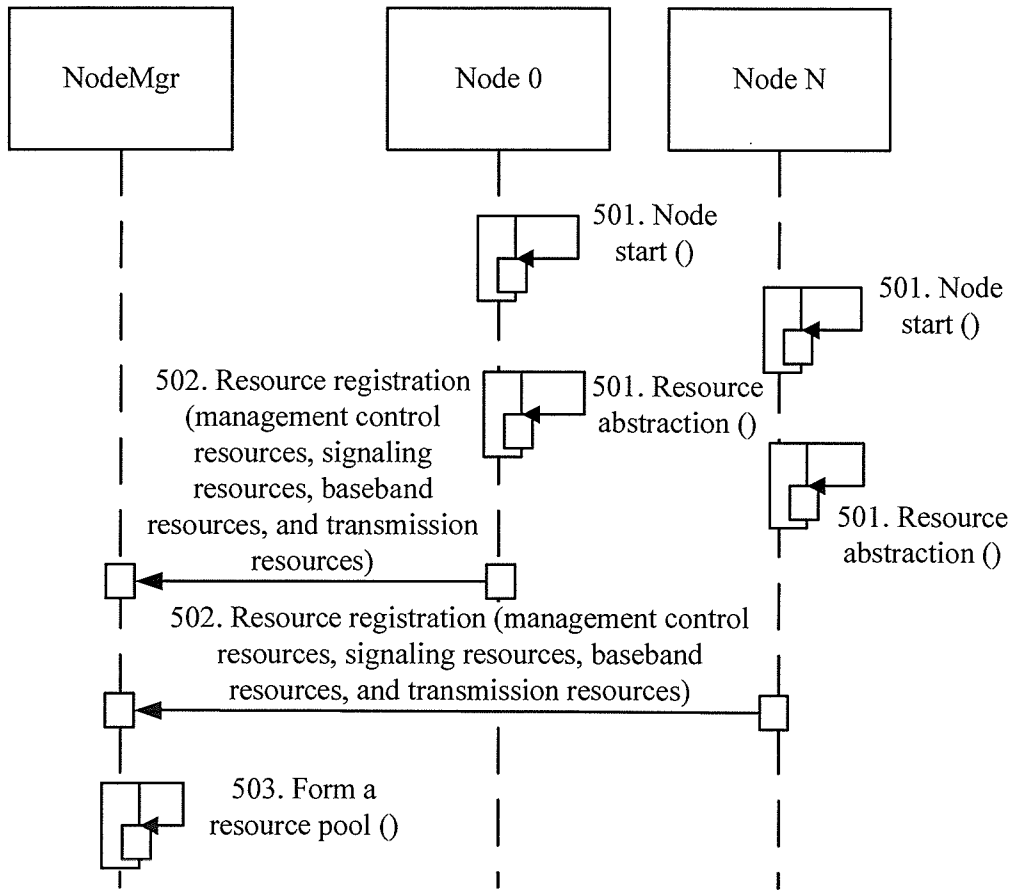 NodeMgr
Node 0
Node N
501. Node
start ()
501. Node
start ()
502. Resource registration
(management control
resources, signaling
resources, baseband
resources, and transmission
resources)
501. Resource
abstraction ()
501. Resource
abstraction ()
502. Resource registration (management control
resources, signaling resources, baseband
resources, and transmission resources)
503. Form a
resource pool ()